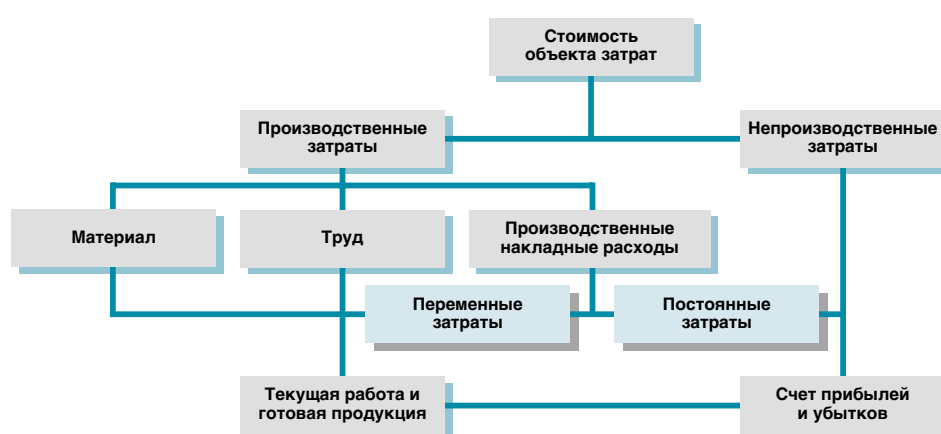 Стоимость
объекта затрат
Производственные
затраты
Непроизводственные
затраты
Материал
Труд
Производственные
накладные расходы
Переменные
затраты
Постоянные
затраты
Текущая работа и
готовая продукция
Счет прибылей
и убытков